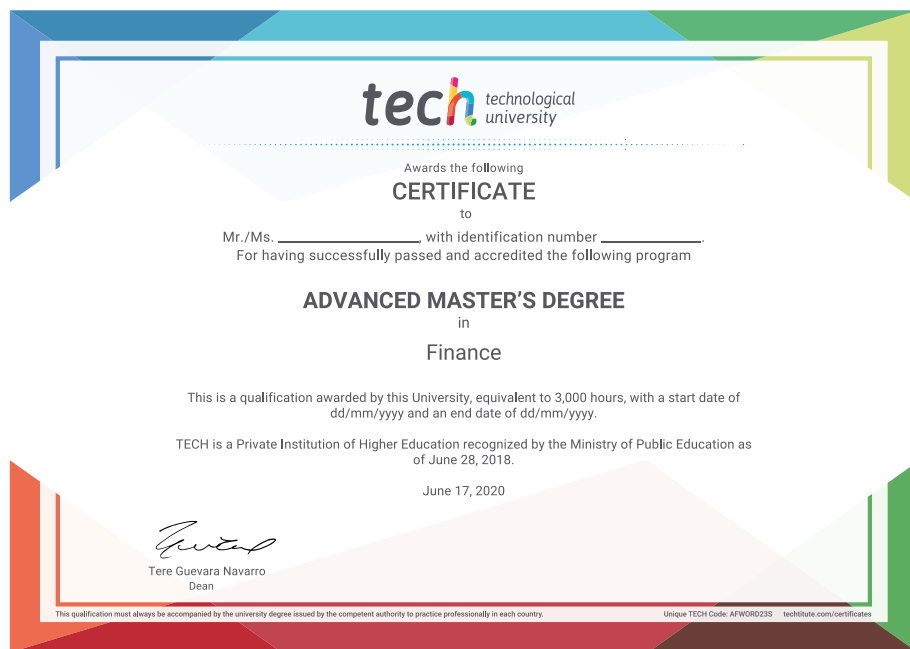 tech technological
university
Awards the following
CERTIFICATE
to
Mr./Ms. ____________________, with identification number ______________.
For having successfully passed and accredited the following program
ADVANCED MASTER’S DEGREE
in
Finance
This is a qualification awarded by this University, equivalent to 3,000 hours, with a start date of
dd/mm/yyyy and an end date of dd/mm/yyyy.
TECH is a Private Institution of Higher Education recognized by the Ministry of Public Education as
of June 28, 2018.
June 17, 2020
Tere Guevara Navarro
Dean
This qualification must always be accompanied by the university degree issued by the competent authority to practice professionally in each country. Unique TECH Code: AFWORD23S techtitute.com/certificates